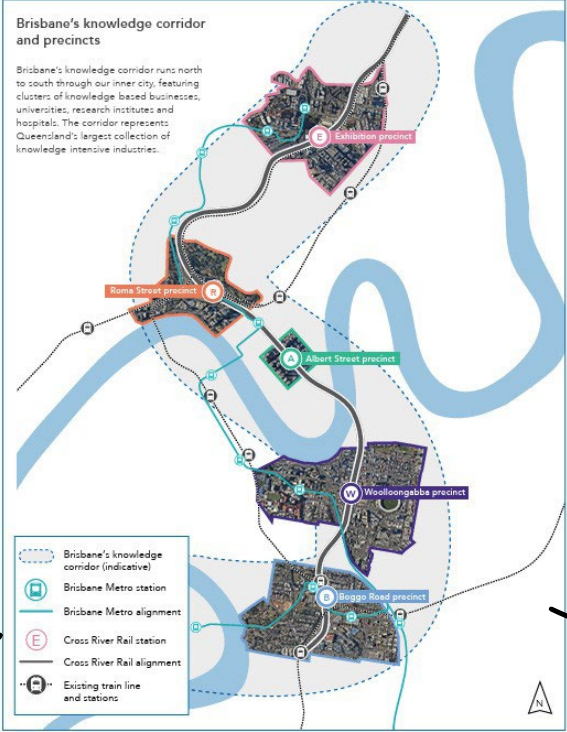 Brisbane's knowledge corridor
and precincts
Brisbane's knowledge corridor runs north
to south through our inner city, featuring
clusters of knowledge based businesses,
universities, research institutes and
hospitals. The corridor represents
Queensland's largest collection of
knowledge intensive industries.
E Exhibition precinct
Roma Street precinct R
A Albert Street precinct
W Woolloongabba precinct
B Boggo Road precinct
Brisbane's knowledge
corridor (indicative)
Brisbane Metro station
Brisbane Metro alignment
E Cross River Rail station
Cross River Rail alignment
Existing train line
and stations
N